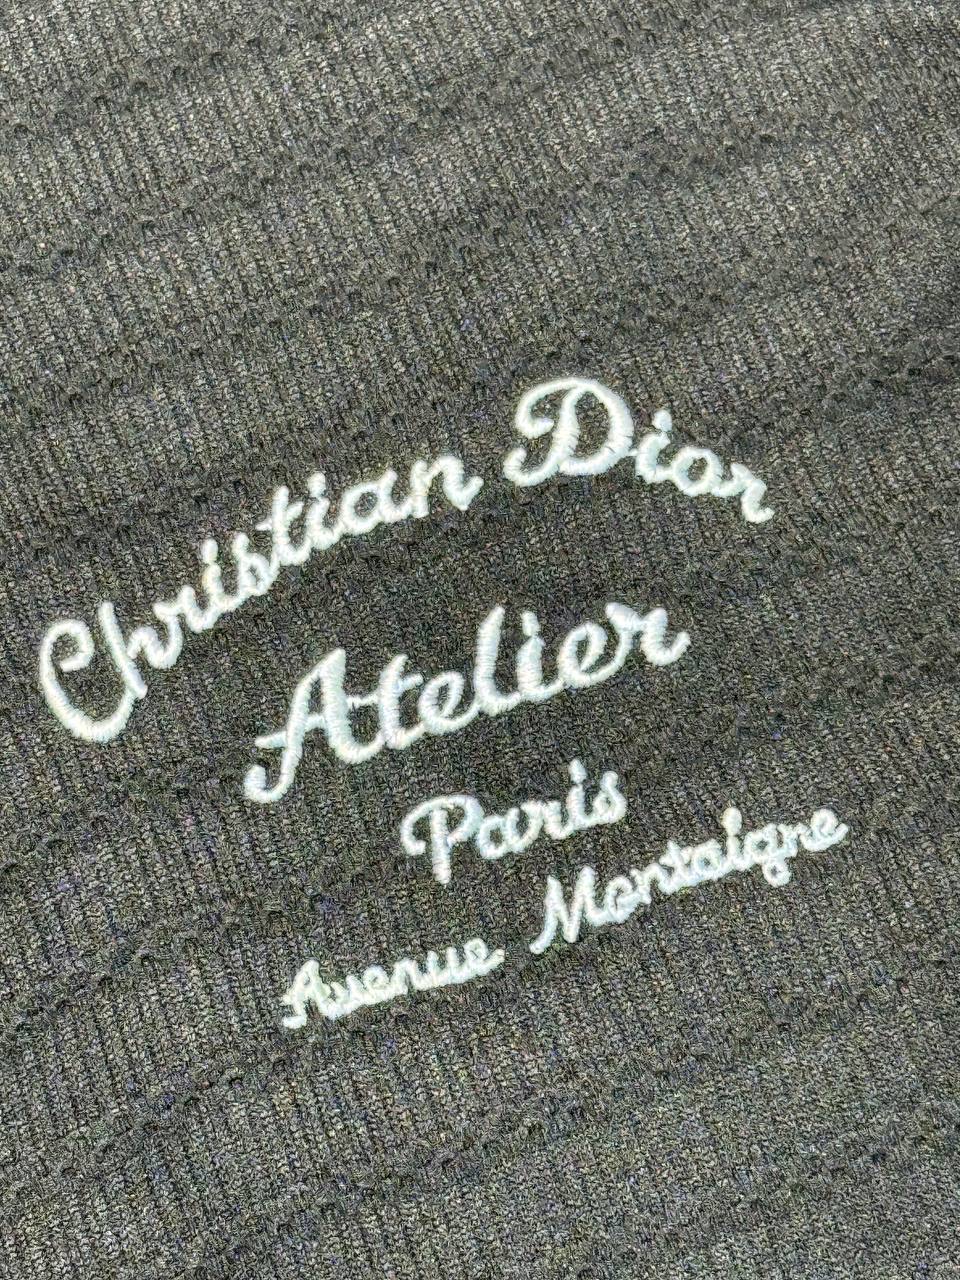 Christian Dior
Atelier
Paris
Avenue Montaigne